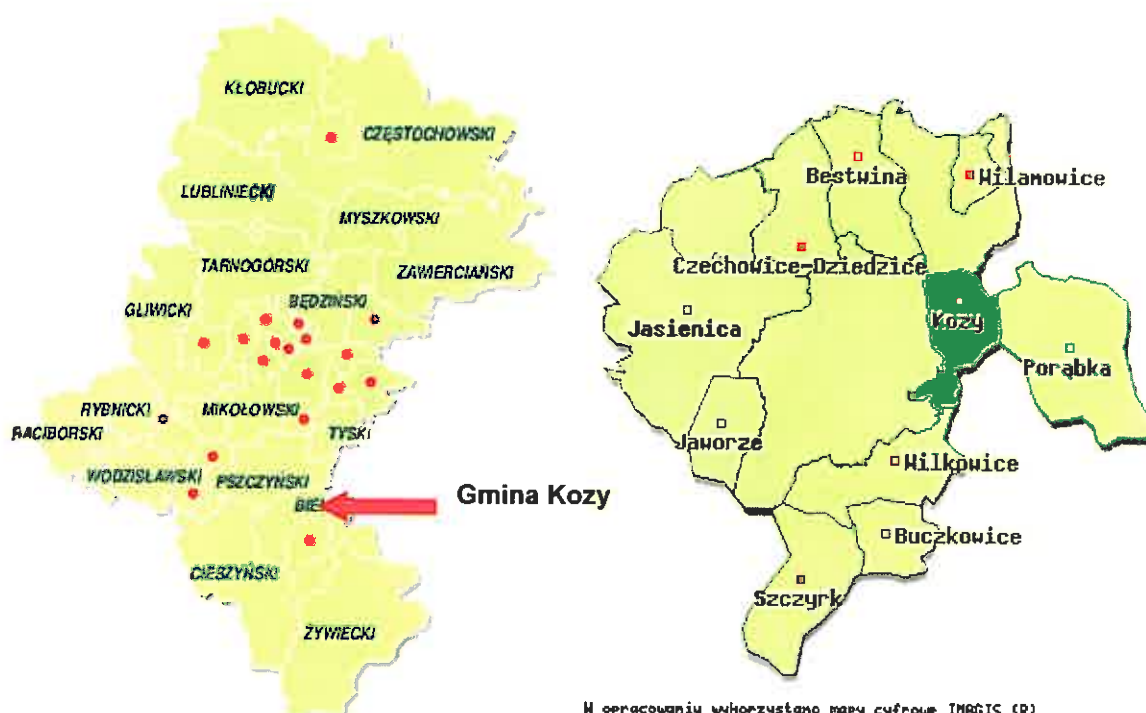 KŁOBUCKI
CZĘSTOCHOWSKI
LUBLINIECKI
MYSZKOWSKI
TARNOGÓRSKI
ZAWIERCIAŃSKI
BĘDZIŃSKI
GLIWICKI
RYBNICKI
MIKOŁOWSKI
RACIBORSKI
TYSKI
WODZISŁAWSKI
PSZCZYŃSKI
BIEL
Gmina Kozy
CIESZYŃSKI
ŻYWIECKI
Bestwina
Wilamowice
Czechowice-Dziedzice
Kozy
Jasienica
Porąbka
Jaworze
Wilkowice
Buczkowice
Szczyrk
W opracowaniu wykorzystano mapy cyfrowe IMAGIS (R)